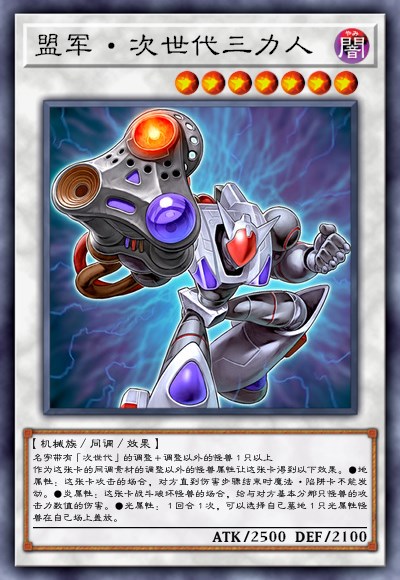 盟军·次世代三力人
やみ
闇
【机械族/同调/效果】
名字带有「次世代」的调整+调整以外的怪兽1只以上
作为这张卡的同调素材的调整以外的怪兽属性让这张卡得到以下效果。●地
属性：这张卡攻击的场合，对方直到伤害步骤结束时魔法·陷阱卡不能发
动。●炎属性：这张卡战斗破坏怪兽的场合，给与对方基本分那只怪兽的攻
击力数值的伤害。●光属性：1回合1次，可以选择自己墓地1只光属性怪
兽在自己场上盖放。
ATK/2500 DEF/2100